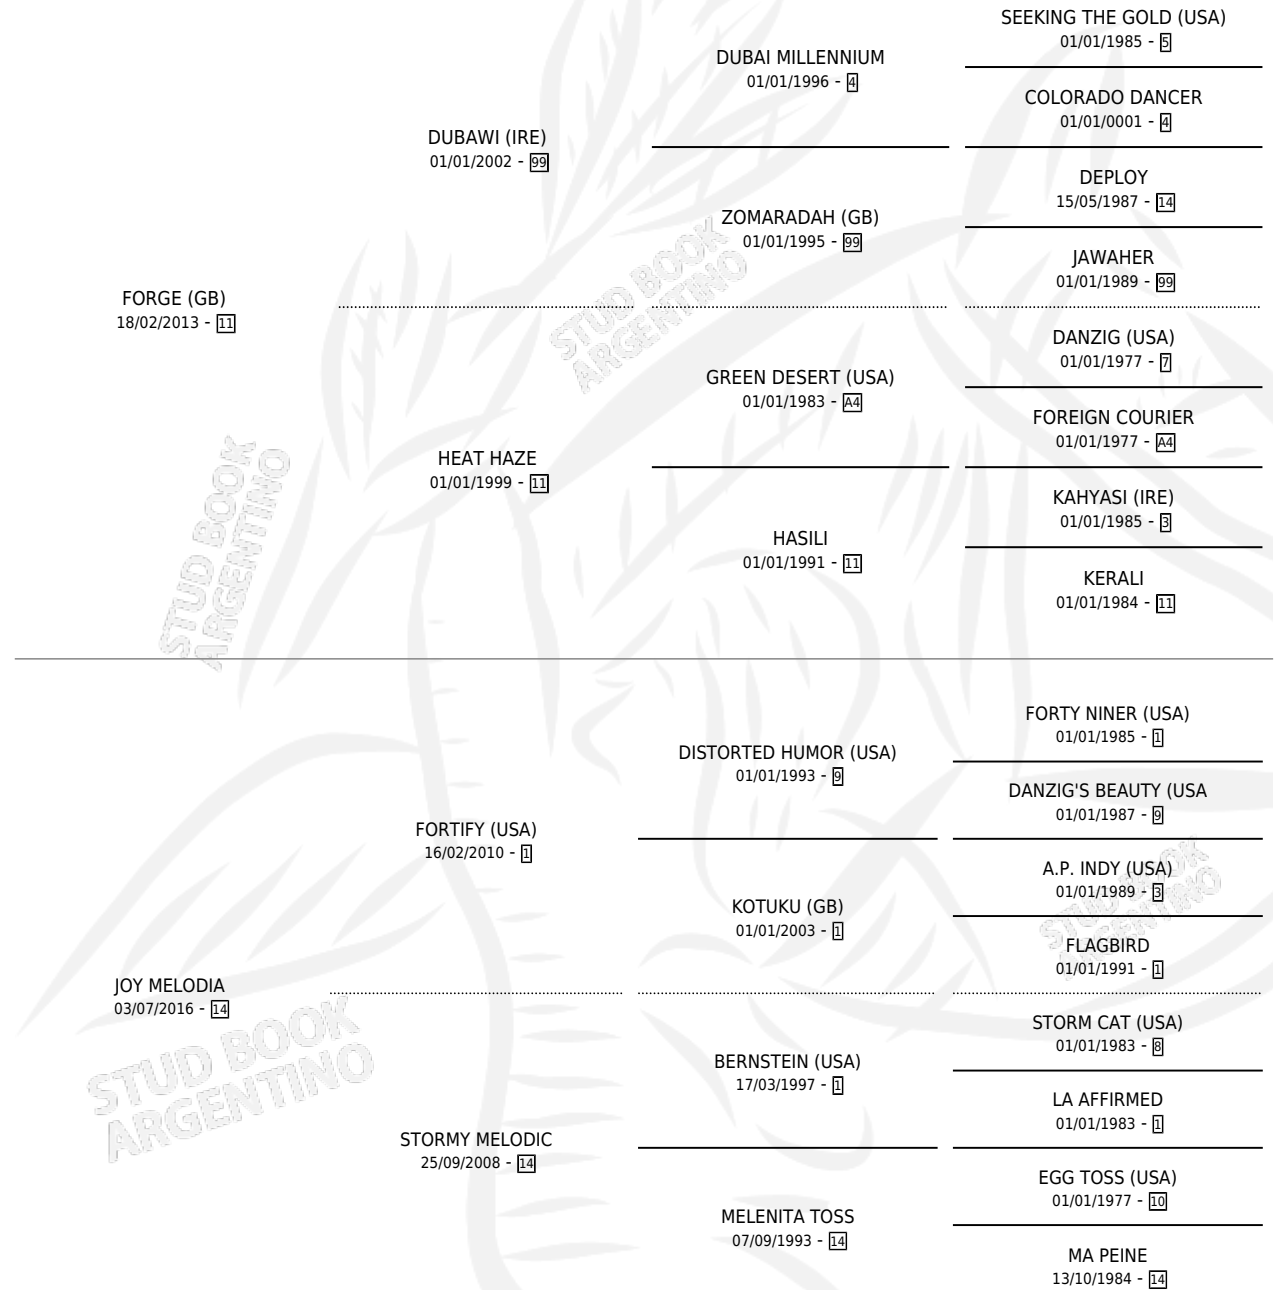 SEEKING THE GOLD (USA)
01/01/1985 - 5
DUBAI MILLENNIUM
01/01/1996 - 4
COLORADO DANCER
01/01/0001 - 4
DUBAWI (IRE)
01/01/2002 - 99
DEPLOY
15/05/1987 - 14
ZOMARADAH (GB)
01/01/1995 - 99
JAWAHER
01/01/1989 - 99
FORGE (GB)
18/02/2013 - 11
DANZIG (USA)
01/01/1977 - 7
GREEN DESERT (USA)
01/01/1983 - A4
FOREIGN COURIER
01/01/1977 - A4
HEAT HAZE
01/01/1999 - 11
KAHYASI (IRE)
01/01/1985 - 3
HASILI
01/01/1991 - 11
KERALI
01/01/1984 - 11
FORTY NINER (USA)
01/01/1985 - 1
DISTORTED HUMOR (USA)
01/01/1993 - 9
DANZIG'S BEAUTY (USA
01/01/1987 - 9
FORTIFY (USA)
16/02/2010 - 1
A.P. INDY (USA)
01/01/1989 - 3
KOTUKU (GB)
01/01/2003 - 1
FLAGBIRD
01/01/1991 - 1
JOY MELODIA
03/07/2016 - 14
STORM CAT (USA)
01/01/1983 - 8
BERNSTEIN (USA)
17/03/1997 - 1
LA AFFIRMED
01/01/1983 - 1
STORMY MELODIC
25/09/2008 - 14
EGG TOSS (USA)
01/01/1977 - 10
MELENITA TOSS
07/09/1993 - 14
MA PEINE
13/10/1984 - 14
STUD BOOK
ARGENTINO
STUD BOOK
ARGENTINO
STUD BOOK
ARGENTINO
STUD BOOK
ARGENTINO